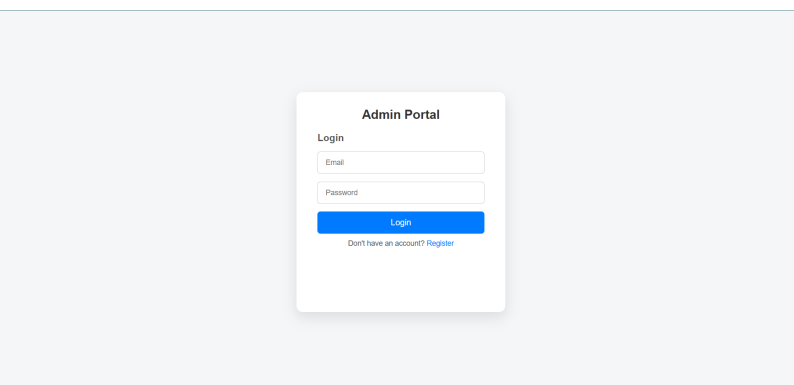 Admin Portal
Login
Email
Password
Login
Don't have an account? Register